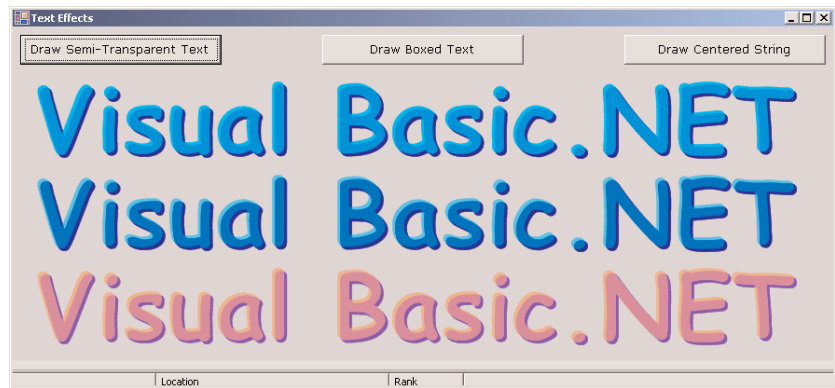 Text Effects
Draw Semi-Transparent Text Draw Boxed Text Draw Centered String
Visual Basic.NET
Visual Basic.NET
Visual Basic.NET
Location Rank